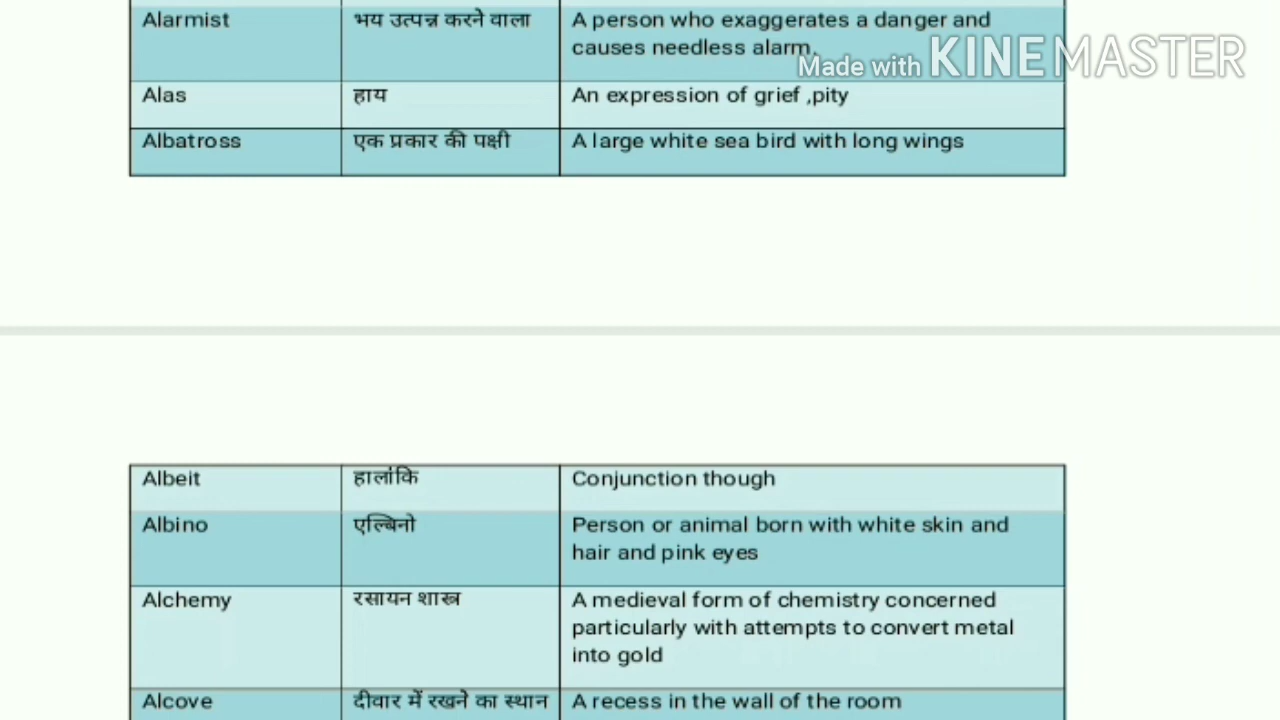 Alarmist भय उत्पन्न करने वाला A person who exaggerates a danger and
causes needless alarm.
Made with KINEMASTER
Alas हाय An expression of grief ,pity
Albatross एक प्रकार की पक्षी A large white sea bird with long wings
Albeit हालांकि Conjunction though
Albino एल्बिनो Person or animal born with white skin and
hair and pink eyes
Alchemy रसायन शास्त्र A medieval form of chemistry concerned
particularly with attempts to convert metal
into gold
Alcove दीवार में रखने का स्थान A recess in the wall of the room